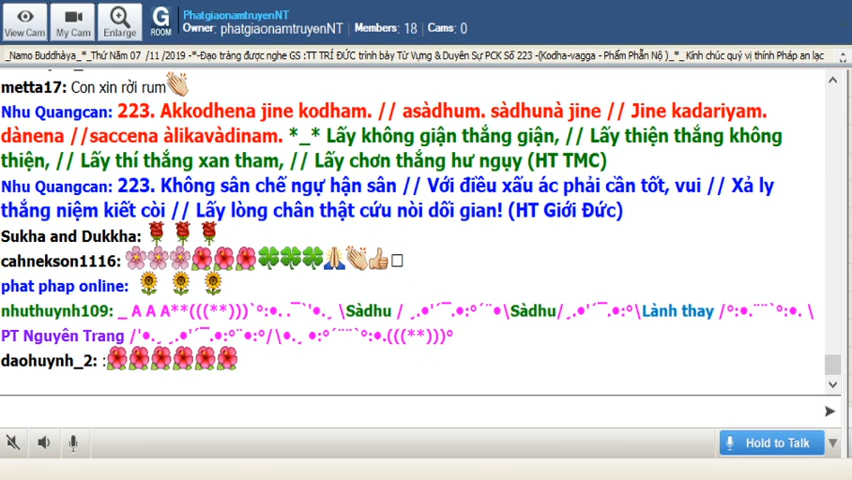 PhatgiaonamtruyenNT
Owner: phatgiaonamtruyenNT | Members: 18 | Cams: 0
View Cam
My Cam
Enlarge
G ROOM
_Namo Buddhàya_*_Thứ Năm 07 /11 /2019 -*-Đạo tràng được nghe GS :TT TRÍ ĐỨC trình bày Từ Vựng & Duyên Sự PCK Số 223 -(Kodha-vagga - Phẩm Phẫn Nộ )_*_ Kính chúc quý vị thính Pháp an lạc
metta17: Con xin rời rum👏
Nhu Quangcan: 223. Akkodhena jine kodham. // asàdhum. sàdhunà jine // Jine kadariyam.
dànena //saccena àlikavàdinam. *_* Lấy không giận thắng giận, // Lấy thiện thắng không
thiện, // Lấy thí thắng xan tham, // Lấy chơn thắng hư ngụy (HT TMC)
Nhu Quangcan: 223. Không sân chế ngự hận sân // Với điều xấu ác phải cần tốt, vui // Xả ly
thắng niệm kiết còi // Lấy lòng chân thật cứu nòi dối gian! (HT Giới Đức)
Sukha and Dukkha: 🌹 🌹 🌹
cahnekson1116: 🌸🌸🌸🌺🌺🌺🍀🍀🍀🙏👏👍□
phat phap online: 🌻 🌻 🌻
nhuthuynh109: _ A A A**(((**)))`°:•. .¯`'•.¸ \Sàdhu / ¸.•'´¯.•:°´¨•\Sàdhu/¸.•'´¯.•:°\Lành thay /°:•.¨¨`°:•. \
PT Nguyên Trang /'•.¸ ¸.•'´¯.•:°¨•:°/\•.¸ •:°´¨¨`°:•.(((**)))°
daohuynh_2: :🌺🌺🌺🌺🌺🌺
Hold to Talk